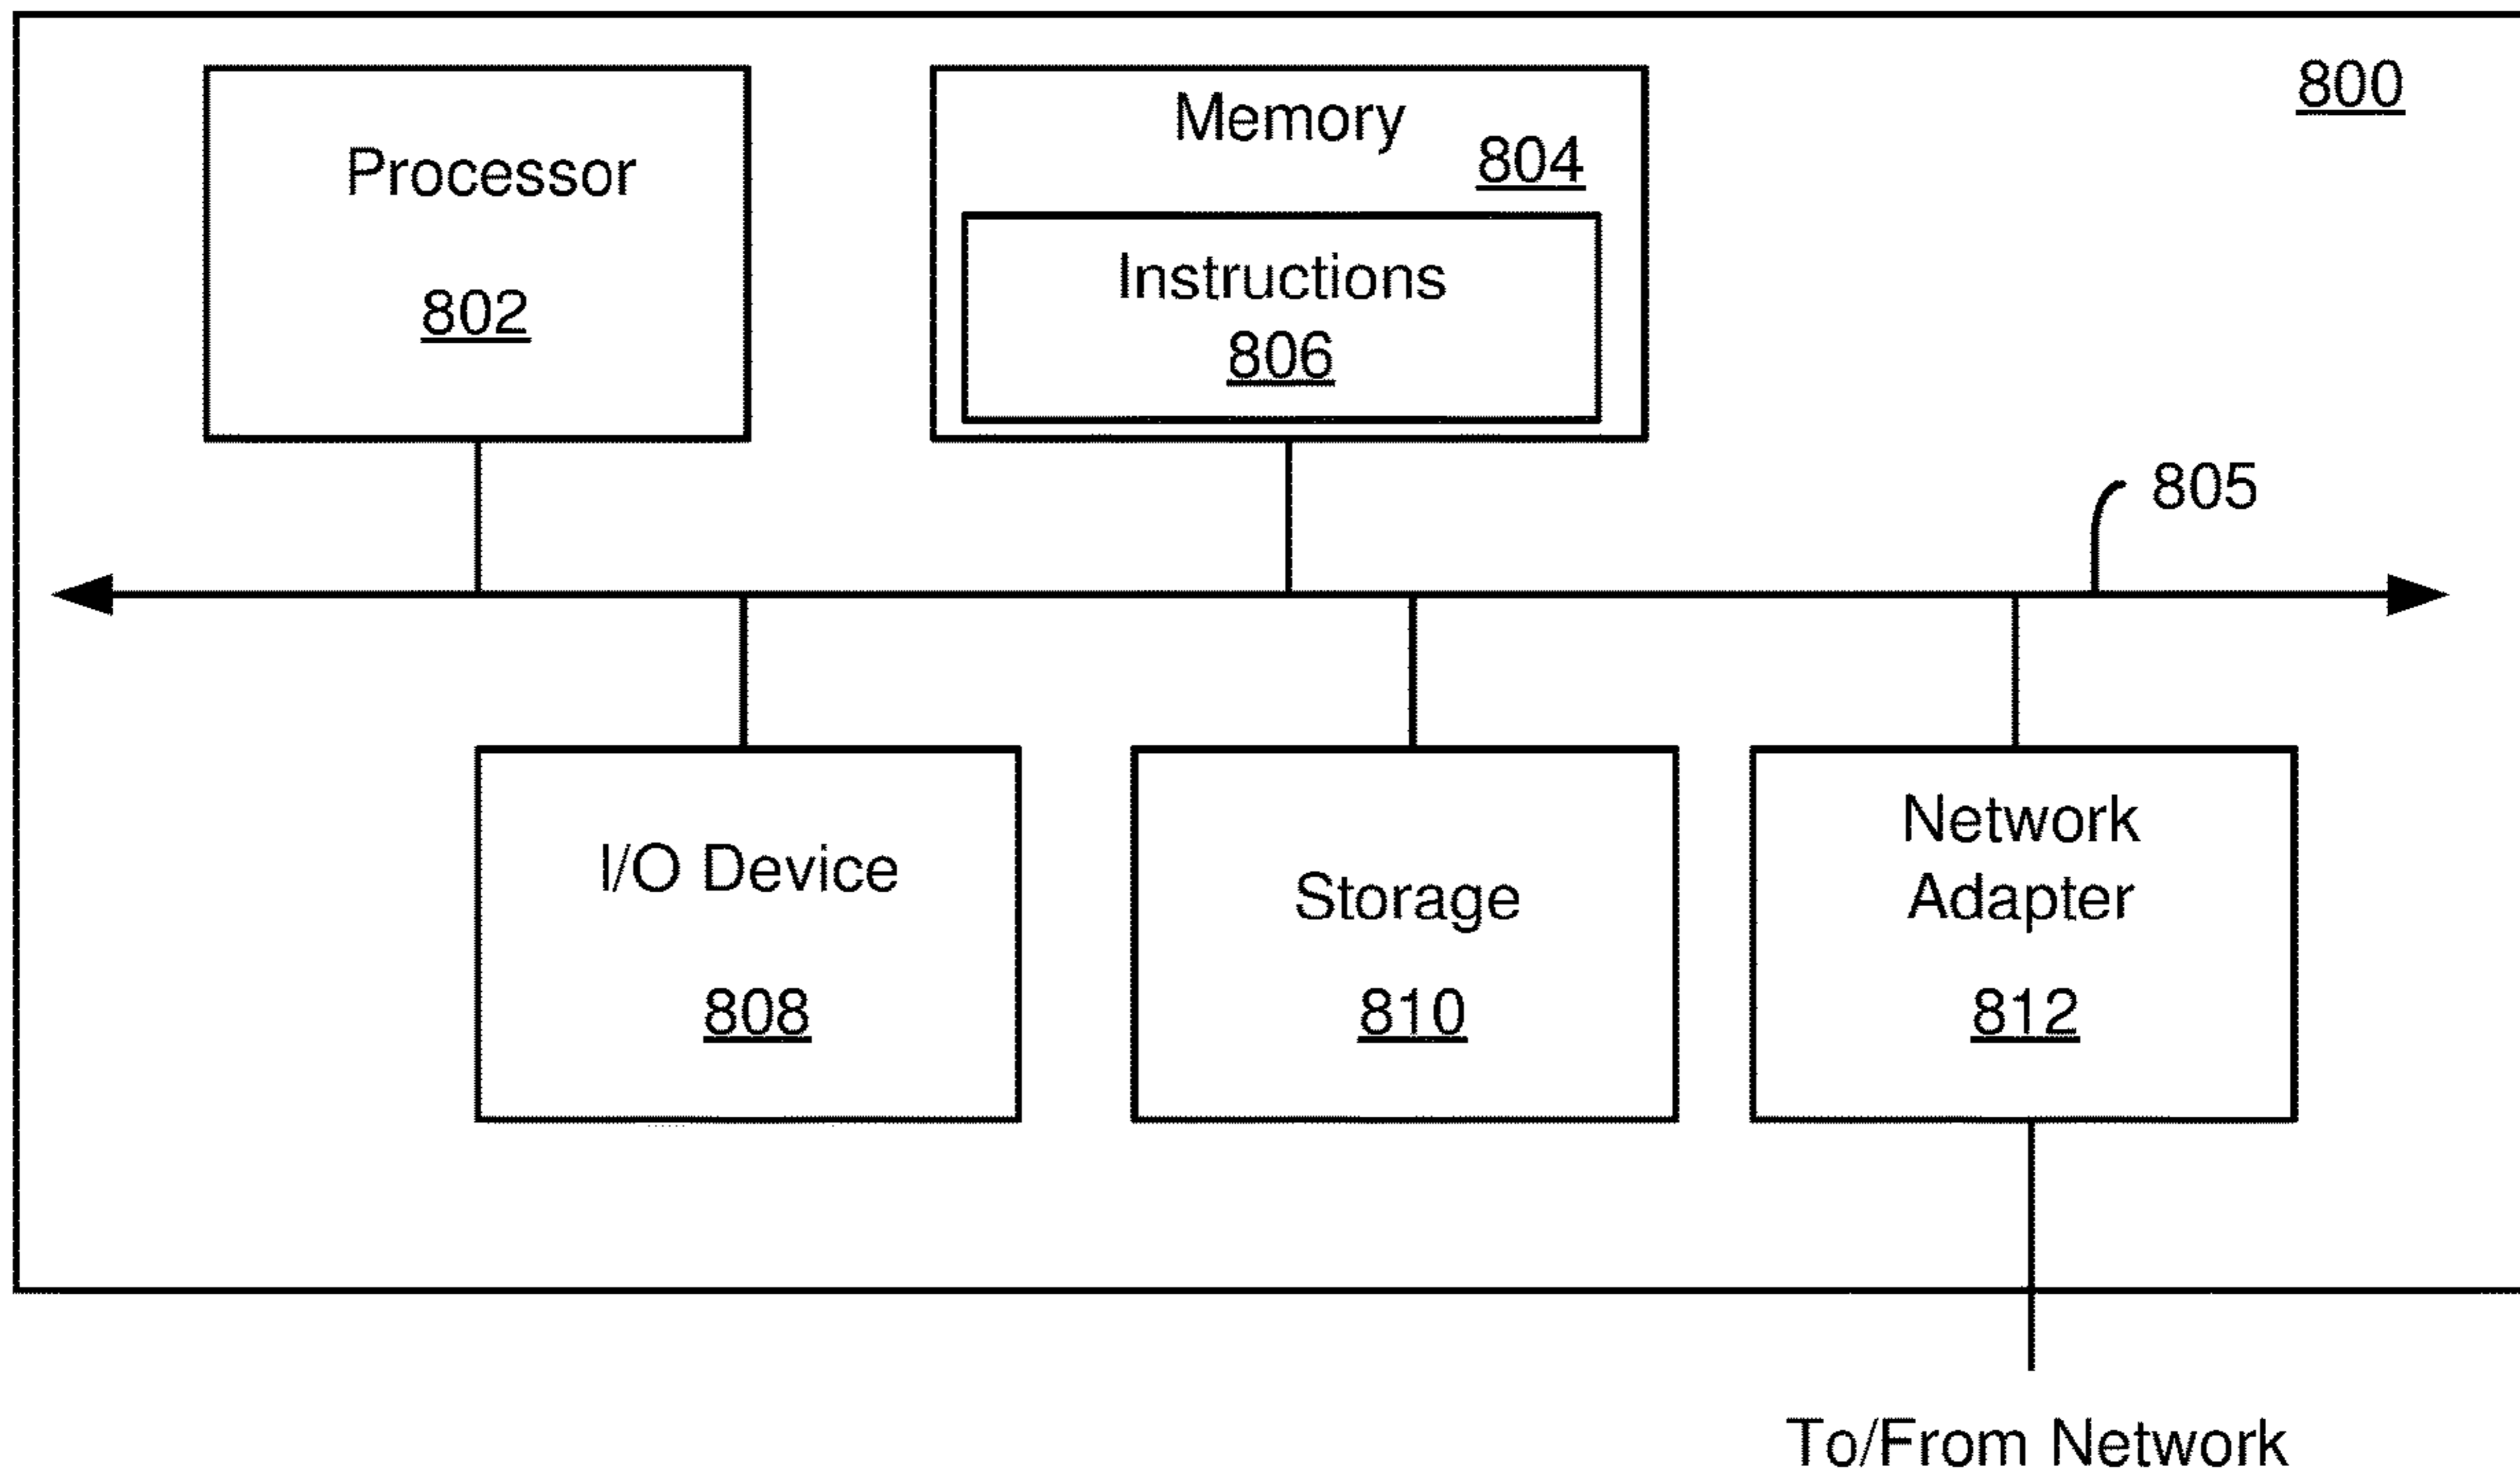 800
Processor
802
Memory
804
Instructions
806
805
I/O Device
808
Storage
810
Network
Adapter
812
To/From Network